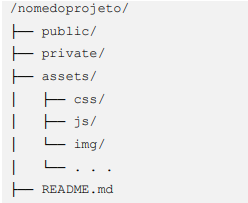 /nomedoprojeto/
├── public/
├── private/
├── assets/
│   ├── css/
│   ├── js/
│   └── img/
│   └── . . .
├── README.md